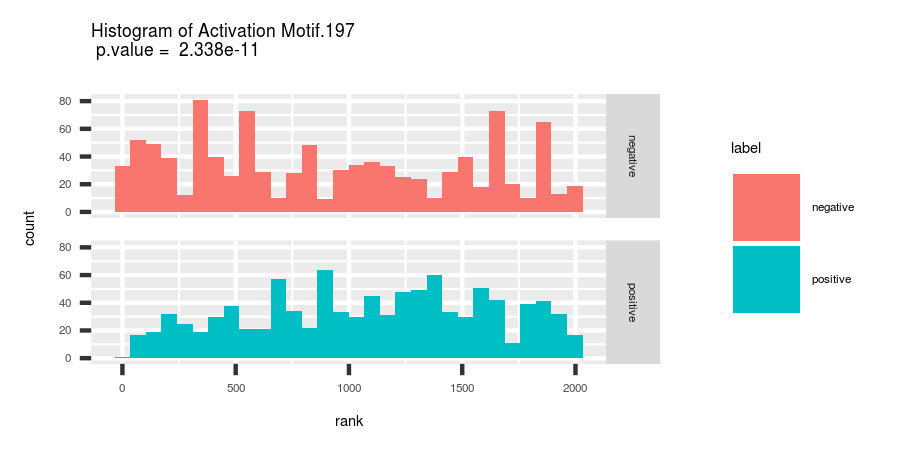 Histogram of Activation Motif.197
p.value =  2.338e-11
80
60
40
20
0
negative
80
60
40
20
0
positive
0
500
1000
1500
2000
rank
count
label
negative
positive